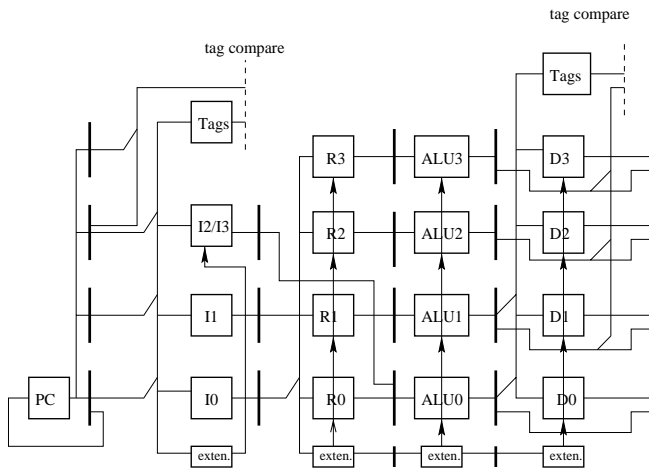 tag compare
tag compare
Tags
Tags
R3
ALU3
D3
I2/I3
R2
ALU2
D2
I1
R1
ALU1
D1
PC
I0
R0
ALU0
D0
exten.
exten.
exten.
exten.